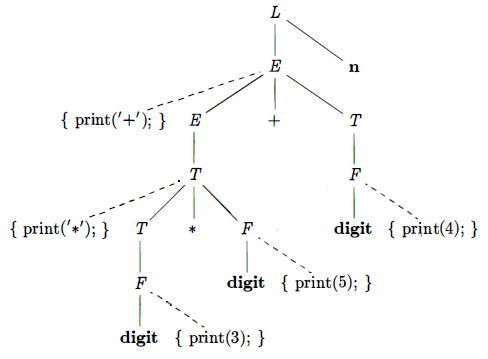 L
E n
{ print('+'); } E + T
T F
{ print('*'); } T * F digit { print(4); }
F digit { print(5); }
digit { print(3); }